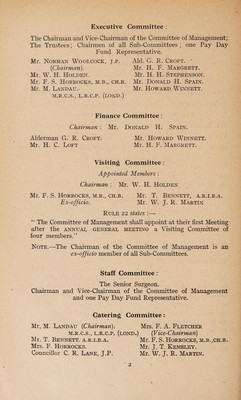 Executive Committee :
The Chairman and Vice-Chairman of the Committee of Management;
The Trustees; Chairmen of all Sub-Committees; one Pay Day
Fund Representative.
Mr. NORMAN WOOLCOCK, J.P. Ald. G. R. CROFT.
(Chairman). Mr. H. F. MARGRETT.
Mr. W. H. HOLDEN. Mr. H. H. STEPHENSON.
Mr. F. S. HORROCKS, M.B., CH.B. Mr. DONALD H. SPAIN.
Mr. M. LANDAU. Mr. HOWARD WINNETT.
M.R.C.S., L.R.C.P. (LOND.)
Finance Committee :
Chairman : Mr. DONALD H. SPAIN.
Alderman G. R. CROFT. Mr. HOWARD WINNETT.
Mr. H. C. LOFT Mr. H. F. MARGRETT.
Visiting Committee :
Appointed Members :
Chairman : Mr. W. H. HOLDEN
Mr. F. S. HORROCKS, M.B., CH.B. Mr. T. BENNETT, A.R.I.B.A.
Ex-officio. Mr. W. J. R. MARTIN
RULE 22 states :—
" The Committee of Management shall appoint at their first Meeting
after the ANNUAL GENERAL MEETING a Visiting Committee of
four members."
NOTE.—The Chairman of the Committee of Management is an
ex-officio member of all Sub-Committees.
Staff Committee :
The Senior Surgeon.
Chairman and Vice-Chairman of the Committee of Management
and one Pay Day Fund Representative.
Catering Committee :
Mr. M. LANDAU (Chairman). Mrs. F. A. FLETCHER
M.R.C.S., L.R.C.P. (LOND.) (Vice-Chairman)
Mr. T. BENNETT. A.R.I.B.A. Mr. F. S. HORROCKS, M.B.,CH.B.
Mrs. F. HORROCKS. Mr. J. T. KEMBLEY.
Councillor C. R. LANE, J.P. Mr. W. J. R. MARTIN.
2